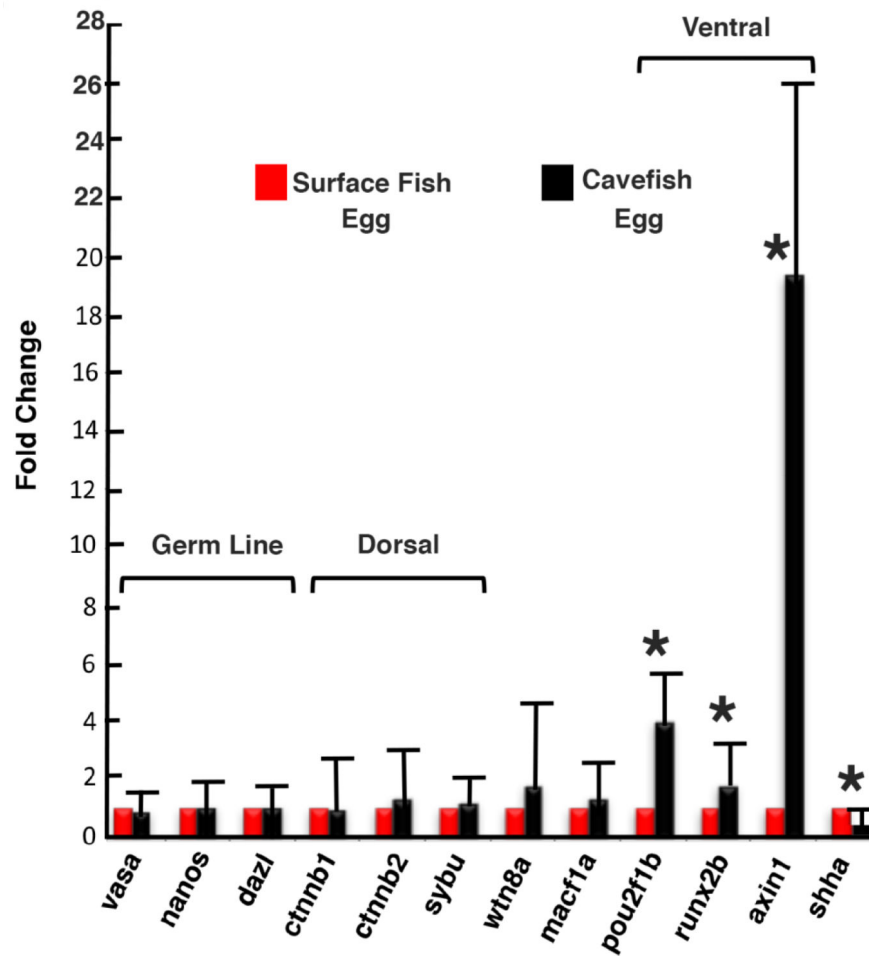 28
26
24
22
20
18
16
14
12
10
8
6
4
2
0
Fold Change
Ventral
Surface Fish
Egg
Cavefish
Egg
*
Germ Line
Dorsal
*
*
*
vasa
nanos
dazl
ctnnb1
ctnnb2
sybu
wtn8a
macf1a
pou2f1b
runx2b
axin1
shha